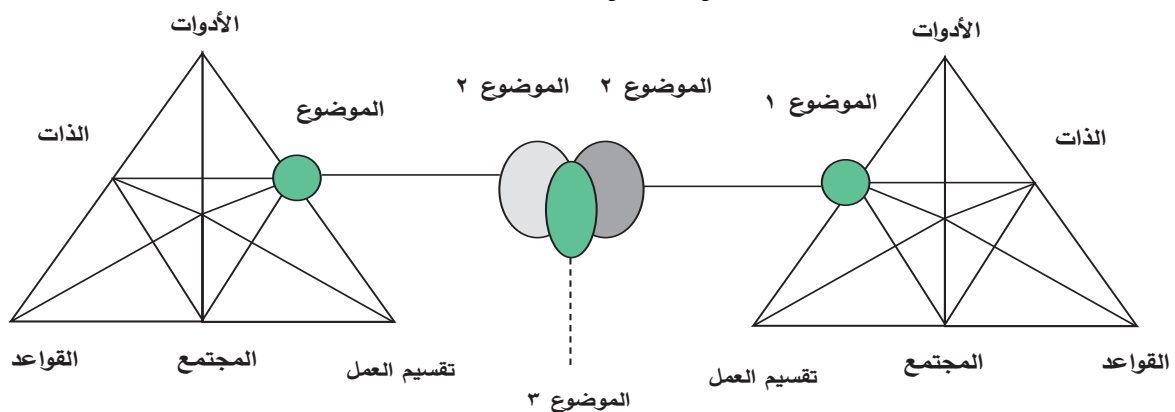 الأدوات
الأدوات
الموضوع ١
الموضوع ٢
الموضوع ٢
الموضوع
الذات
الذات
القواعد
المجتمع
تقسيم العمل
تقسيم العمل
المجتمع
القواعد
الموضوع ٣